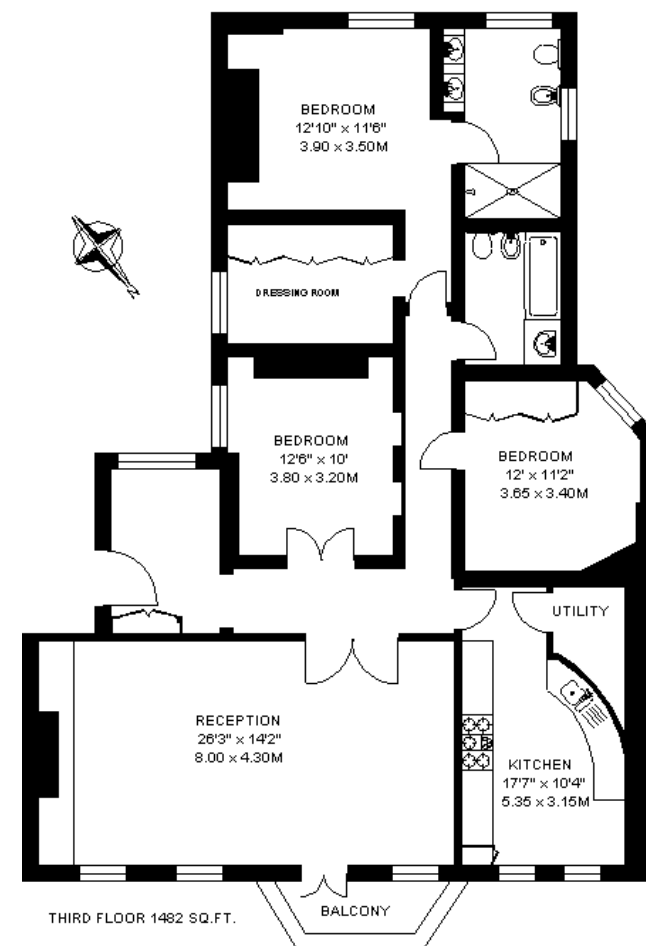 BEDROOM
12'10" x 11'6"
3.90 x 3.50M
DRESSING ROOM
BEDROOM
12'6" x 10'
3.80 x 3.20M
BEDROOM
12' x 11'2"
3.65 x 3.40M
UTILITY
RECEPTION
26'3" x 14'2"
8.00 x 4.30M
KITCHEN
17'7" x 10'4"
5.35 x 3.15M
BALCONY
THIRD FLOOR 1482 SQ.FT.